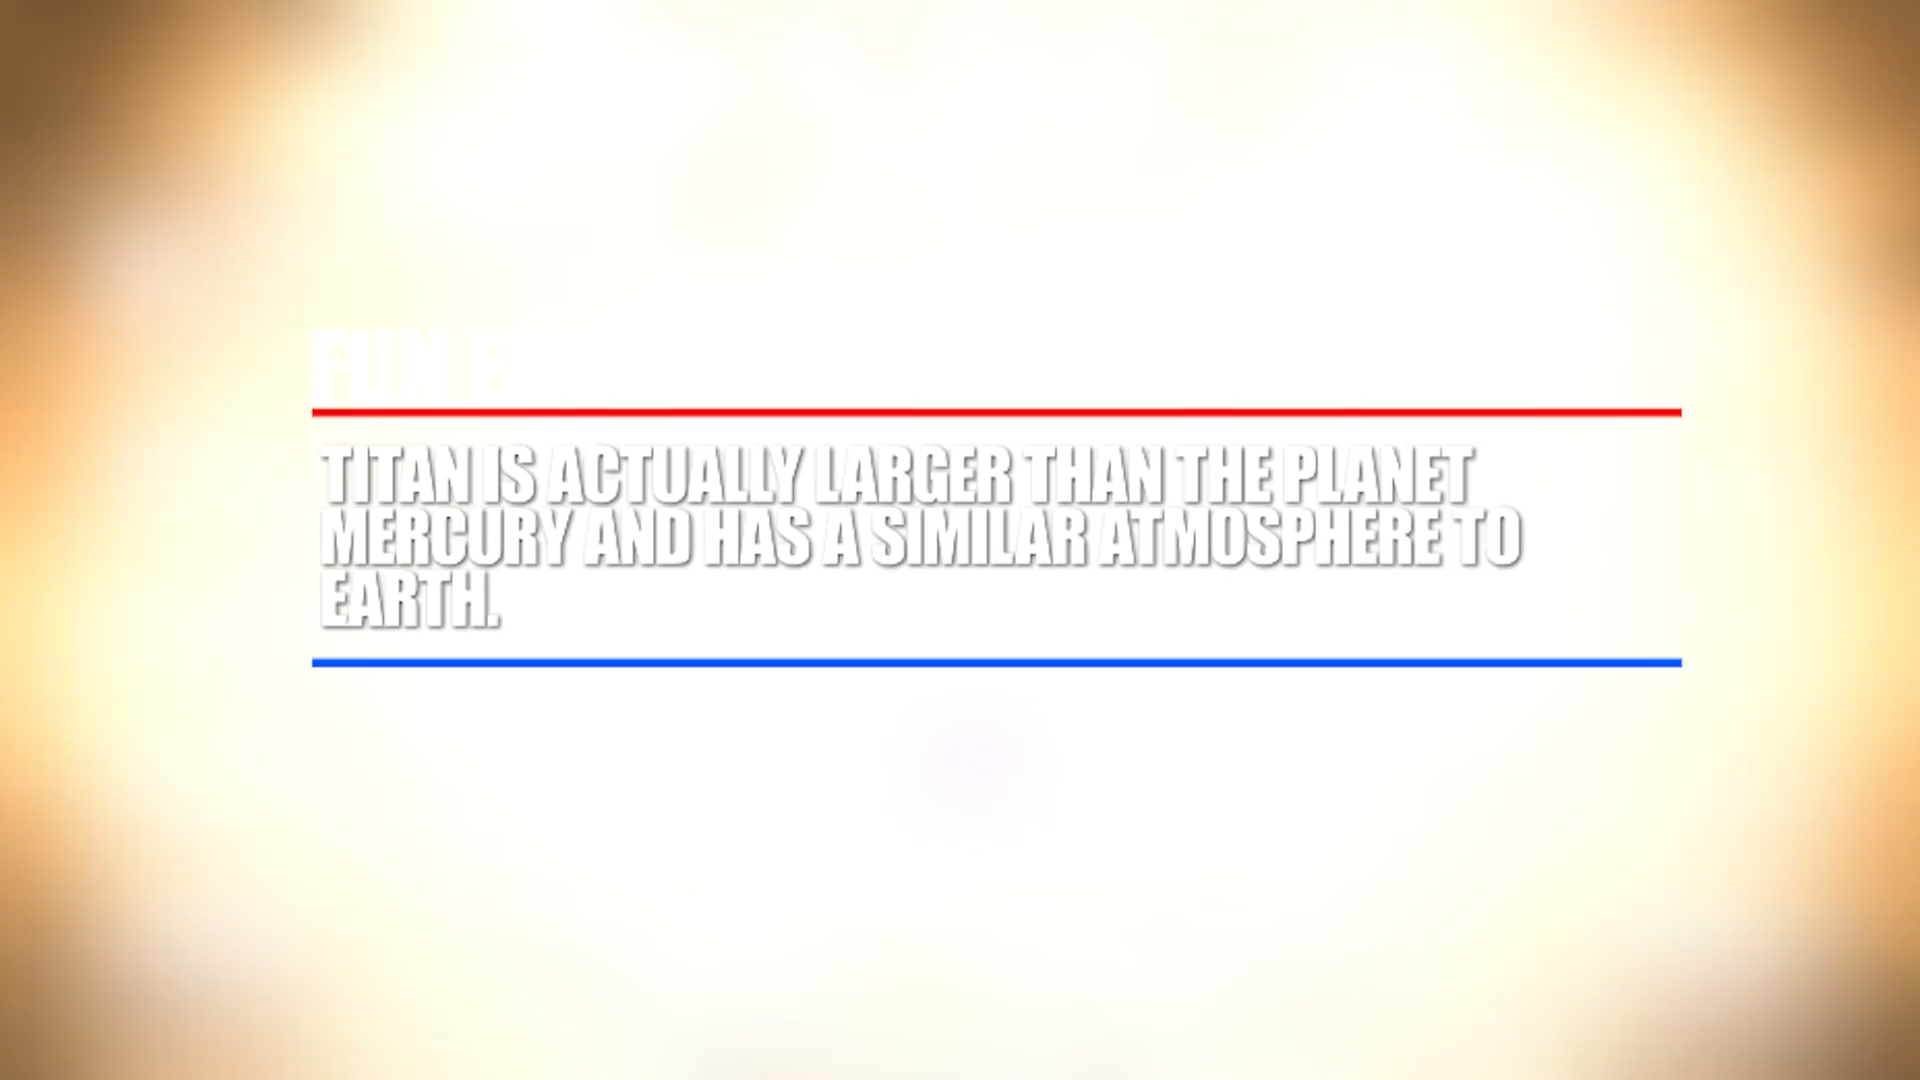 FUN
TITAN IS ACTUALLY LARGER THAN THE PLANET
MERCURY AND HAS A SIMILAR ATMOSPHERE TO
EARTH.